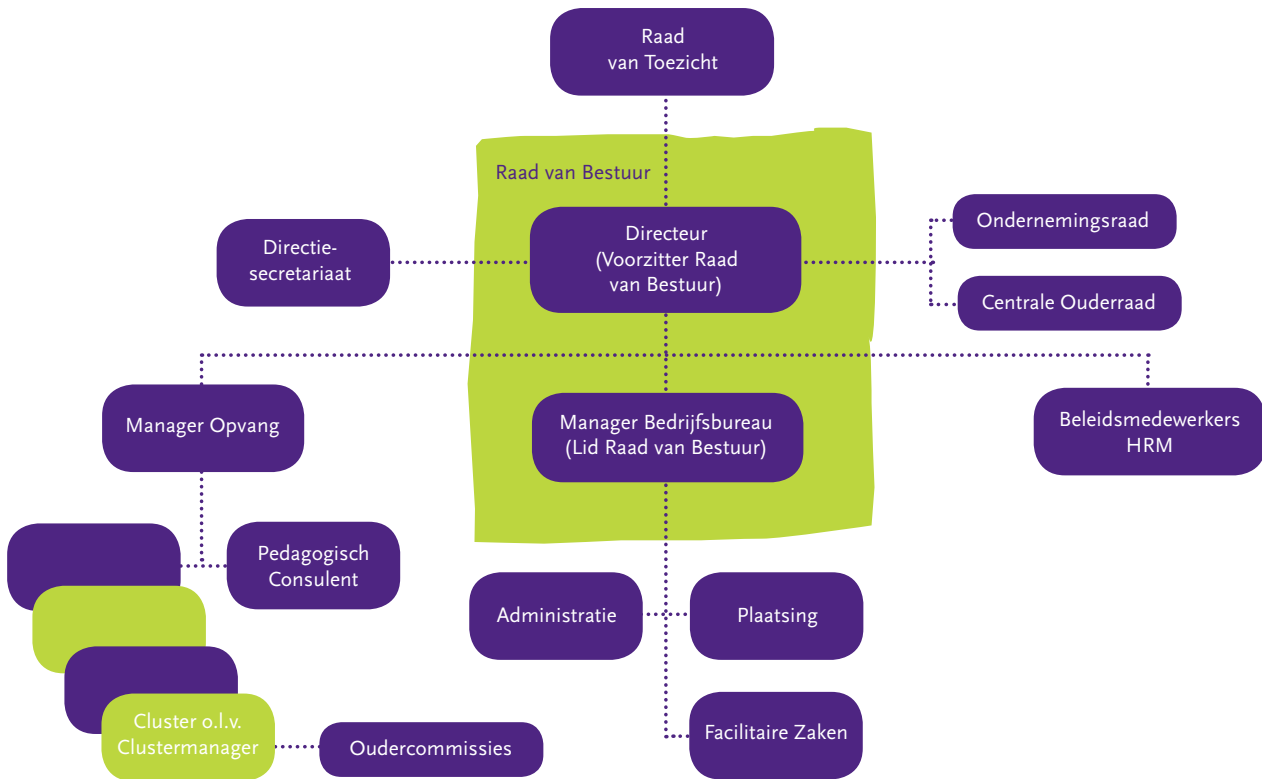 Raad
van Toezicht
Raad van Bestuur
Directie-
secretariaat
Directeur
(Voorzitter Raad
van Bestuur)
Ondernemingsraad
Centrale Ouderraad
Manager Opvang
Manager Bedrijfsbureau
(Lid Raad van Bestuur)
Beleidsmedewerkers
HRM
Pedagogisch
Consulent
Administratie
Plaatsing
Cluster o.l.v.
Clustermanager
Oudercommissies
Facilitaire Zaken